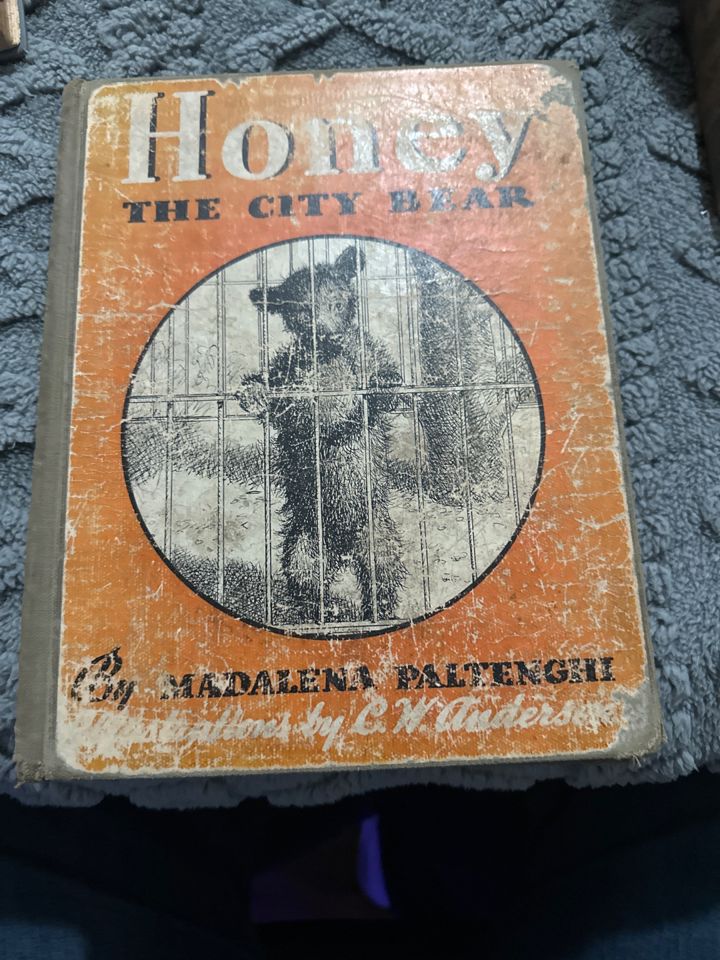 Honey
THE CITY BEAR
By MADALENA PALTENGHI
Illustrations by C.W. Anderson